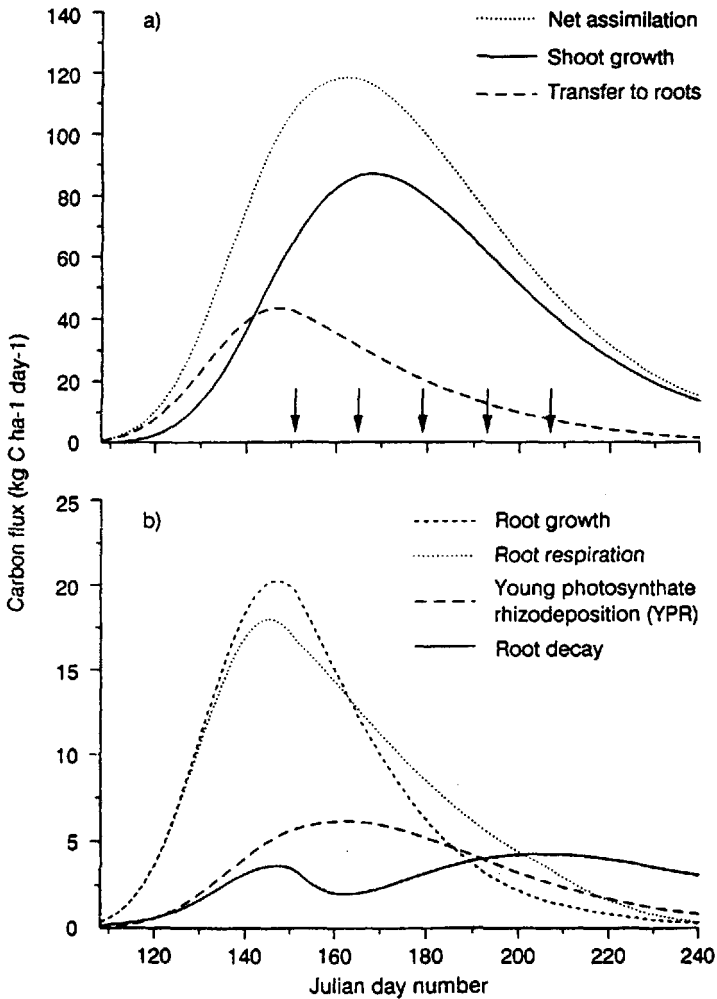 140
120
100
80
60
40
20
0
a)
Net assimilation
Shoot growth
Transfer to roots
Carbon flux (kg C ha-1 day-1)
25
20
15
10
5
0
b)
Root growth
Root respiration
Young photosynthate
rhizodeposition (YPR)
Root decay
120 140 160 180 200 220 240
Julian day number